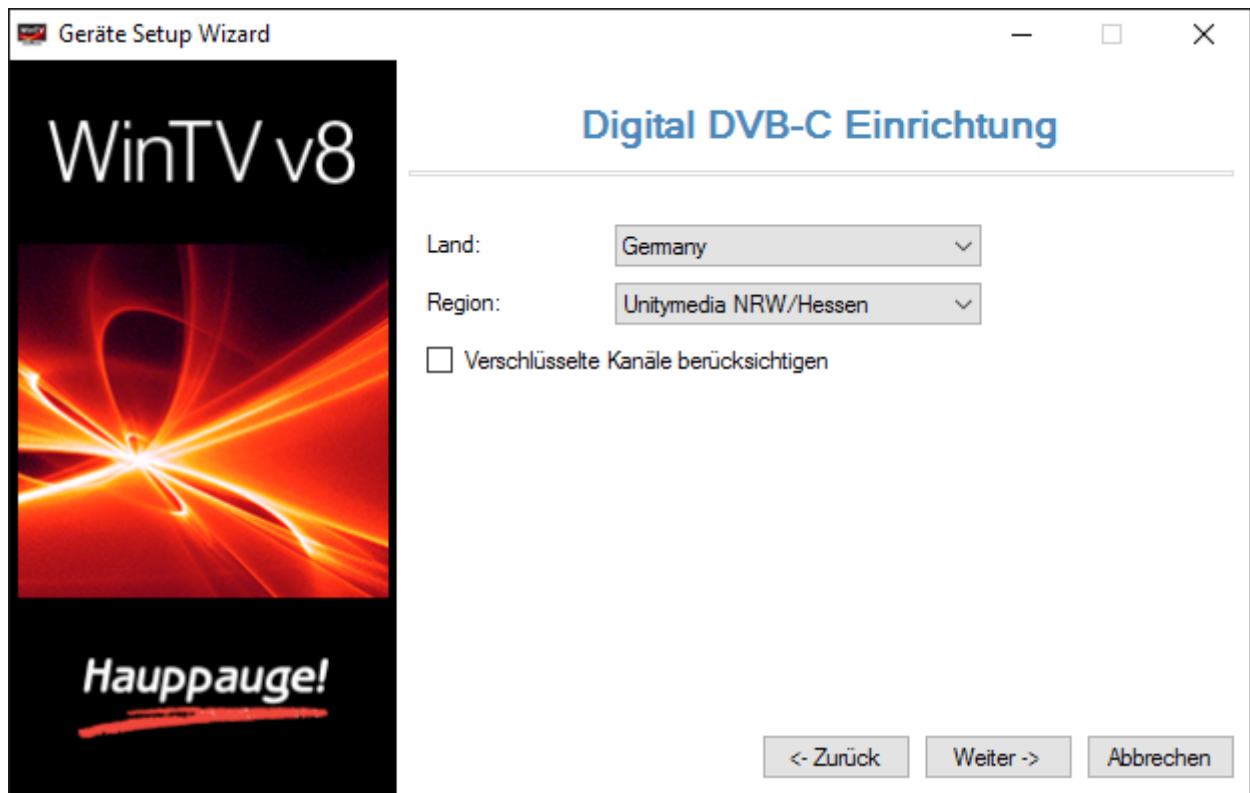 Geräte Setup Wizard
WinTV v8
Digital DVB-C Einrichtung
Land:
Germany
Region:
Unitymedia NRW/Hessen
Verschlüsselte Kanäle berücksichtigen
Hauppauge!
<- Zurück
Weiter ->
Abbrechen